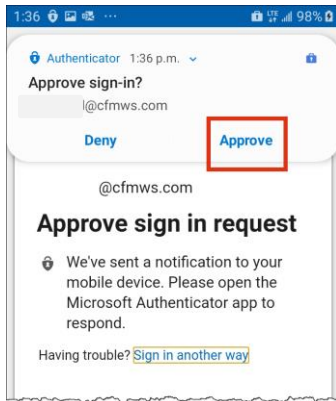 1:36 98%
Authenticator 1:36 p.m.
Approve sign-in?
l@cfmws.com
Deny Approve
@cfmws.com
Approve sign in request
We've sent a notification to your
mobile device. Please open the
Microsoft Authenticator app to
respond.
Having trouble? Sign in another way